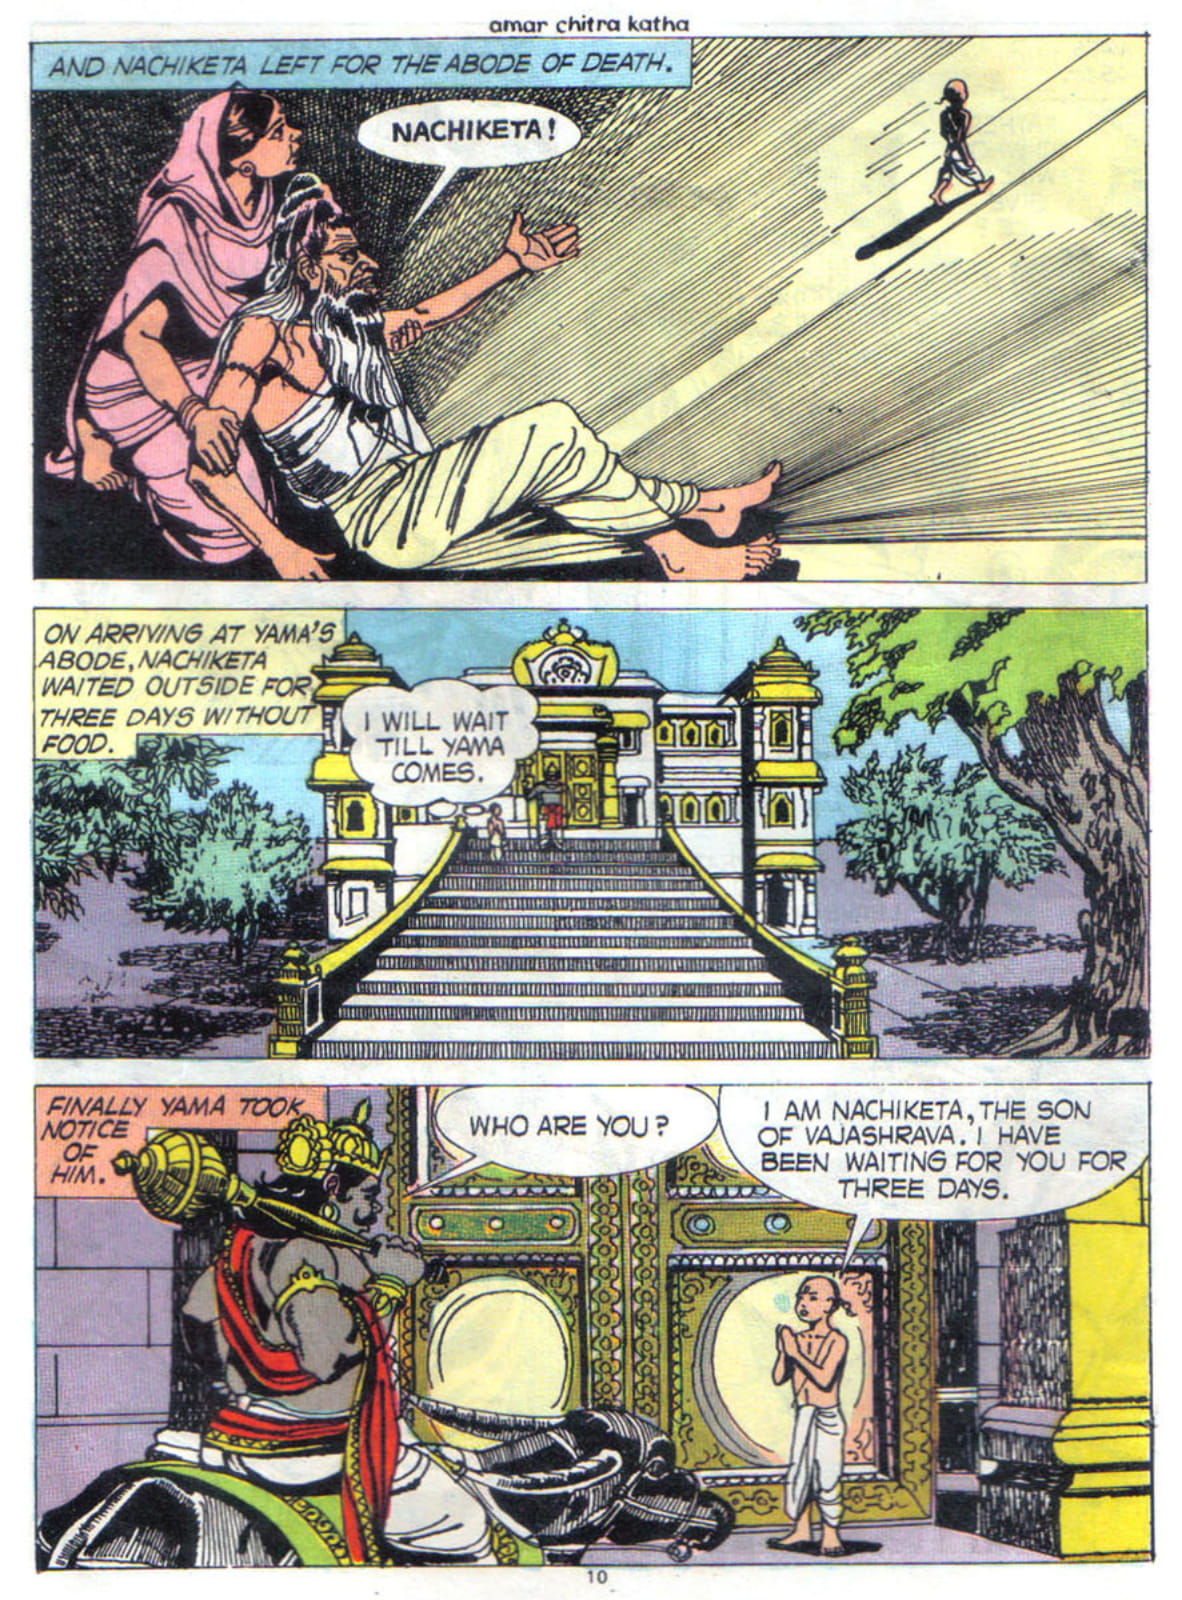 amar chitra katha
AND NACHIKETA LEFT FOR THE ABODE OF DEATH.
NACHIKETA!
ON ARRIVING AT YAMA'S
ABODE, NACHIKETA
WAITED OUTSIDE FOR
THREE DAYS WITHOUT
FOOD.
I WILL WAIT
TILL YAMA
COMES.
FINALLY YAMA TOOK
NOTICE
OF
HIM.
WHO ARE YOU?
I AM NACHIKETA, THE SON
OF VAJASHRAVA. I HAVE
BEEN WAITING FOR YOU FOR
THREE DAYS.
10